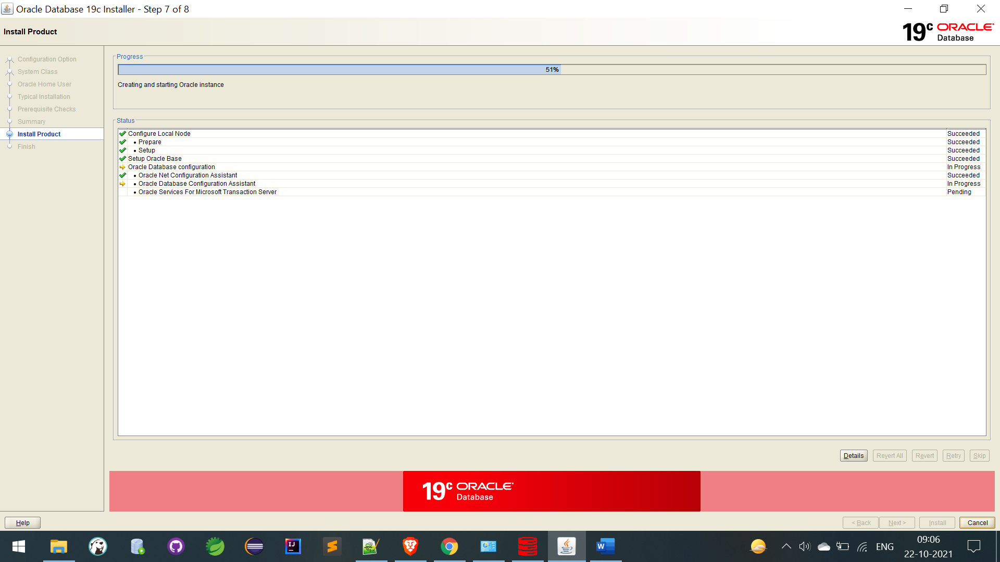 Oracle Database 19c Installer - Step 7 of 8
Install Product
19c ORACLE
Database
Configuration Option
System Class
Oracle Home User
Typical Installation
Prerequisite Checks
Summary
Install Product
Finish
Progress
51%
Creating and starting Oracle instance
Status
Configure Local Node Succeeded
• Prepare Succeeded
• Setup Succeeded
Setup Oracle Base Succeeded
Oracle Database configuration In Progress
• Oracle Net Configuration Assistant Succeeded
• Oracle Database Configuration Assistant In Progress
• Oracle Services For Microsoft Transaction Server Pending
Details Revert All Revert Retry Skip
19c ORACLE
Database
Help < Back Next > Install Cancel
IJ
W
ENG
09:06
22-10-2021